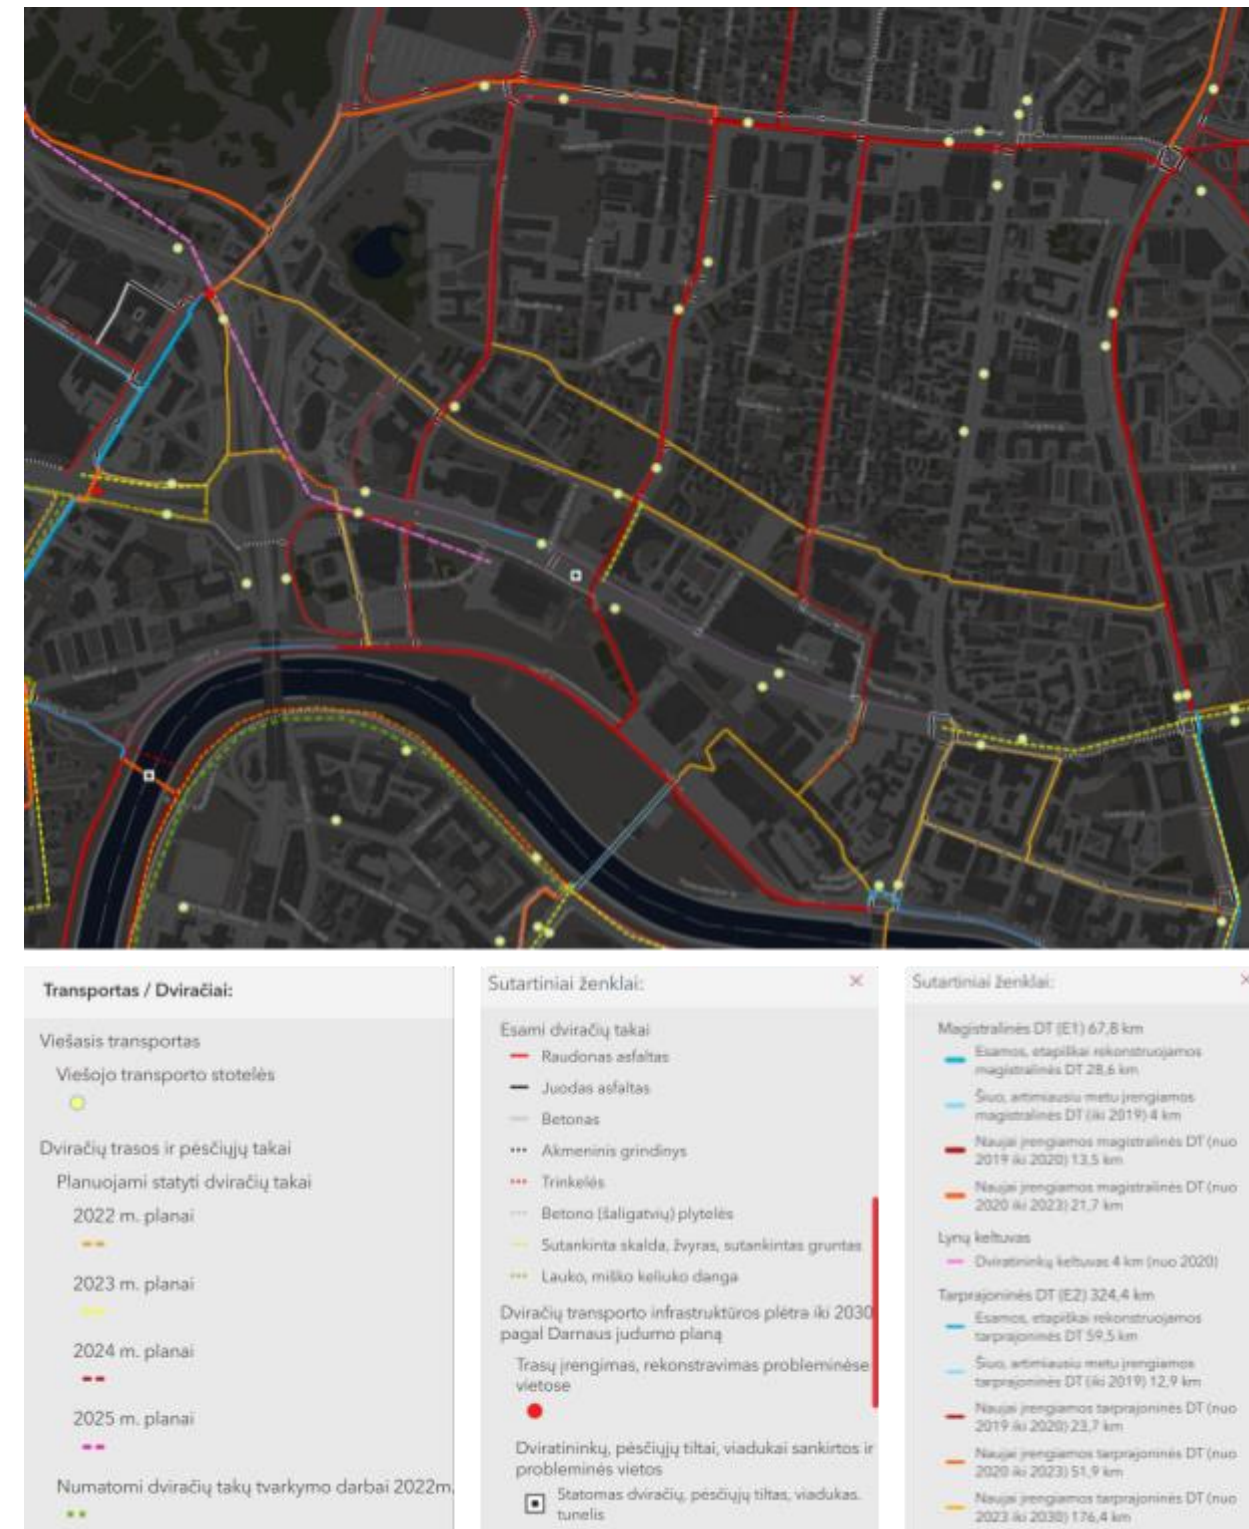 Transportas / Dviračiai:
Viešasis transportas
Viešojo transporto stotelės
Dviračių trasos ir pėsčiųjų takai
Planuojami statyti dviračių takai
2022 m. planai
2023 m. planai
2024 m. planai
2025 m. planai
Numatomi dviračių takų tvarkymo darbai 2022m.
Sutartiniai ženklai:
Esami dviračių takai
Raudonas asfaltas
Juodas asfaltas
Betonas
Akmeninis grindinys
Trinkelės
Betono (šaligatvių) plytelės
Sutankinta skalda, žvyras, sutankintas gruntas
Lauko, miško keliuko danga
Dviračių transporto infrastruktūros plėtra iki 2030
pagal Darnaus judumo planą
Trasų įrengimas, rekonstravimas probleminėse
vietose
Dviratininkų, pėsčiųjų tiltai, viadukai sankirtos ir
probleminės vietos
Statomas dviračių, pėsčiųjų tiltas, viadukas.
tunelis
Sutartiniai ženklai:
Magistralinės DT (E1) 67,8 km
Esamos, etapiškai rekonstruojamos
magistralinės DT 28,6 km
Šiuo, artimiausiu metu įrengiamos
magistralinės DT (iki 2019) 4 km
Naujai įrengiamos magistralinės DT (nuo
2019 iki 2020) 13,5 km
Naujai įrengiamos magistralinės DT (nuo
2020 iki 2023) 21,7 km
Lynų keltuvas
Dviratininkų keltuvas 4 km (nuo 2020)
Tarprajoninės DT (E2) 324,4 km
Esamos, etapiškai rekonstruojamos
tarprajoninės DT 59,5 km
Šiuo, artimiausiu metu įrengiamos
tarprajoninės DT (iki 2019) 12,9 km
Naujai įrengiamos tarprajoninės DT (nuo
2019 iki 2020) 23,7 km
Naujai įrengiamos tarprajoninės DT (nuo
2020 iki 2023) 51,9 km
Naujai įrengiamos tarprajoninės DT (nuo
2023 iki 2030) 176,4 km